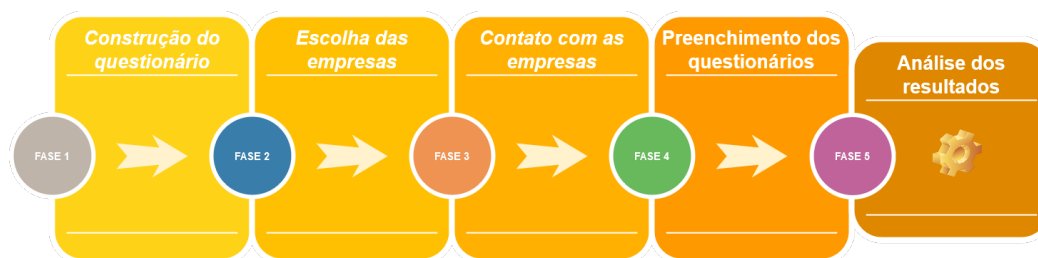 Construção do
questionário
Escolha das
empresas
Contato com as
empresas
Preenchimento dos
questionários
Análise dos
resultados
FASE 1
FASE 2
FASE 3
FASE 4
FASE 5